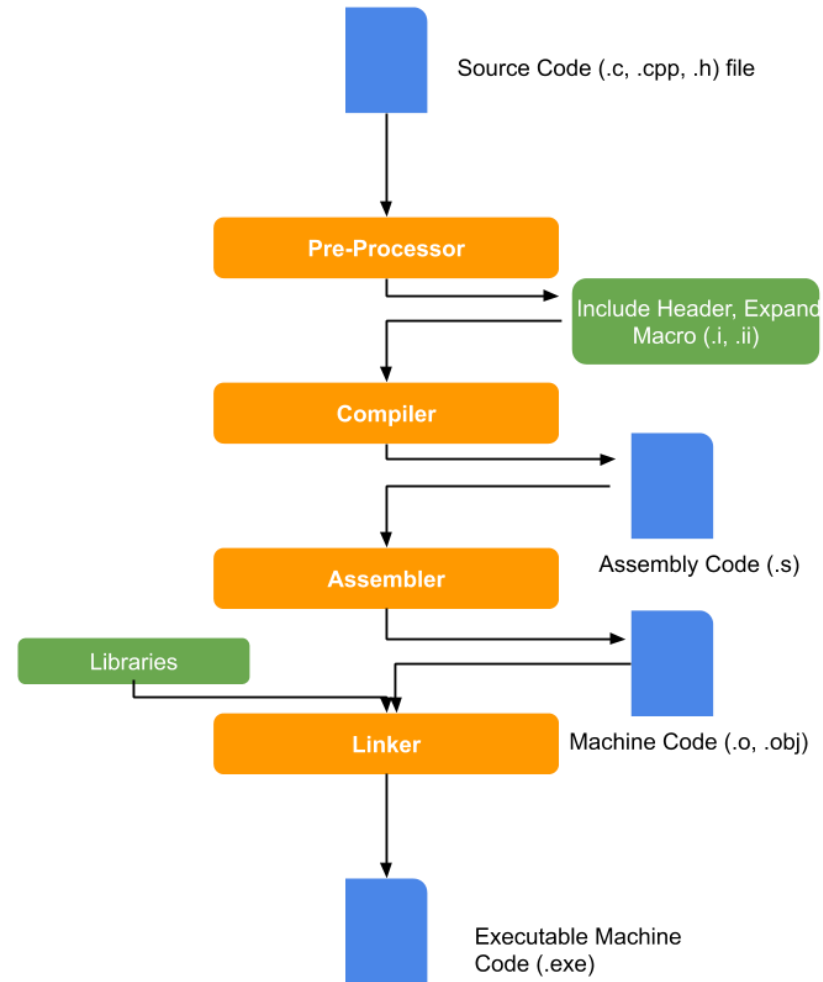 Source Code (.c, .cpp, .h) file
Pre-Processor
Include Header, Expand
Macro (.i, .ii)
Compiler
Assembly Code (.s)
Assembler
Libraries
Machine Code (.o, .obj)
Linker
Executable Machine
Code (.exe)